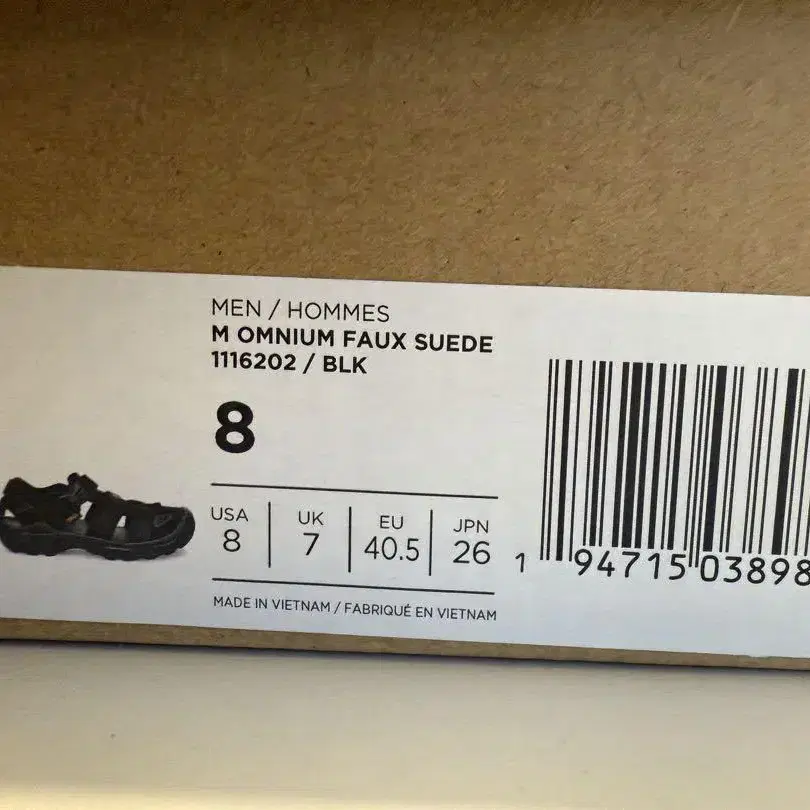 MEN / HOMMES
M OMNIUM FAUX SUEDE
1116202 / BLK
8
USA UK EU JPN
8 7 40.5 26
MADE IN VIETNAM / FABRIQUÉ EN VIETNAM
1 94715 03898